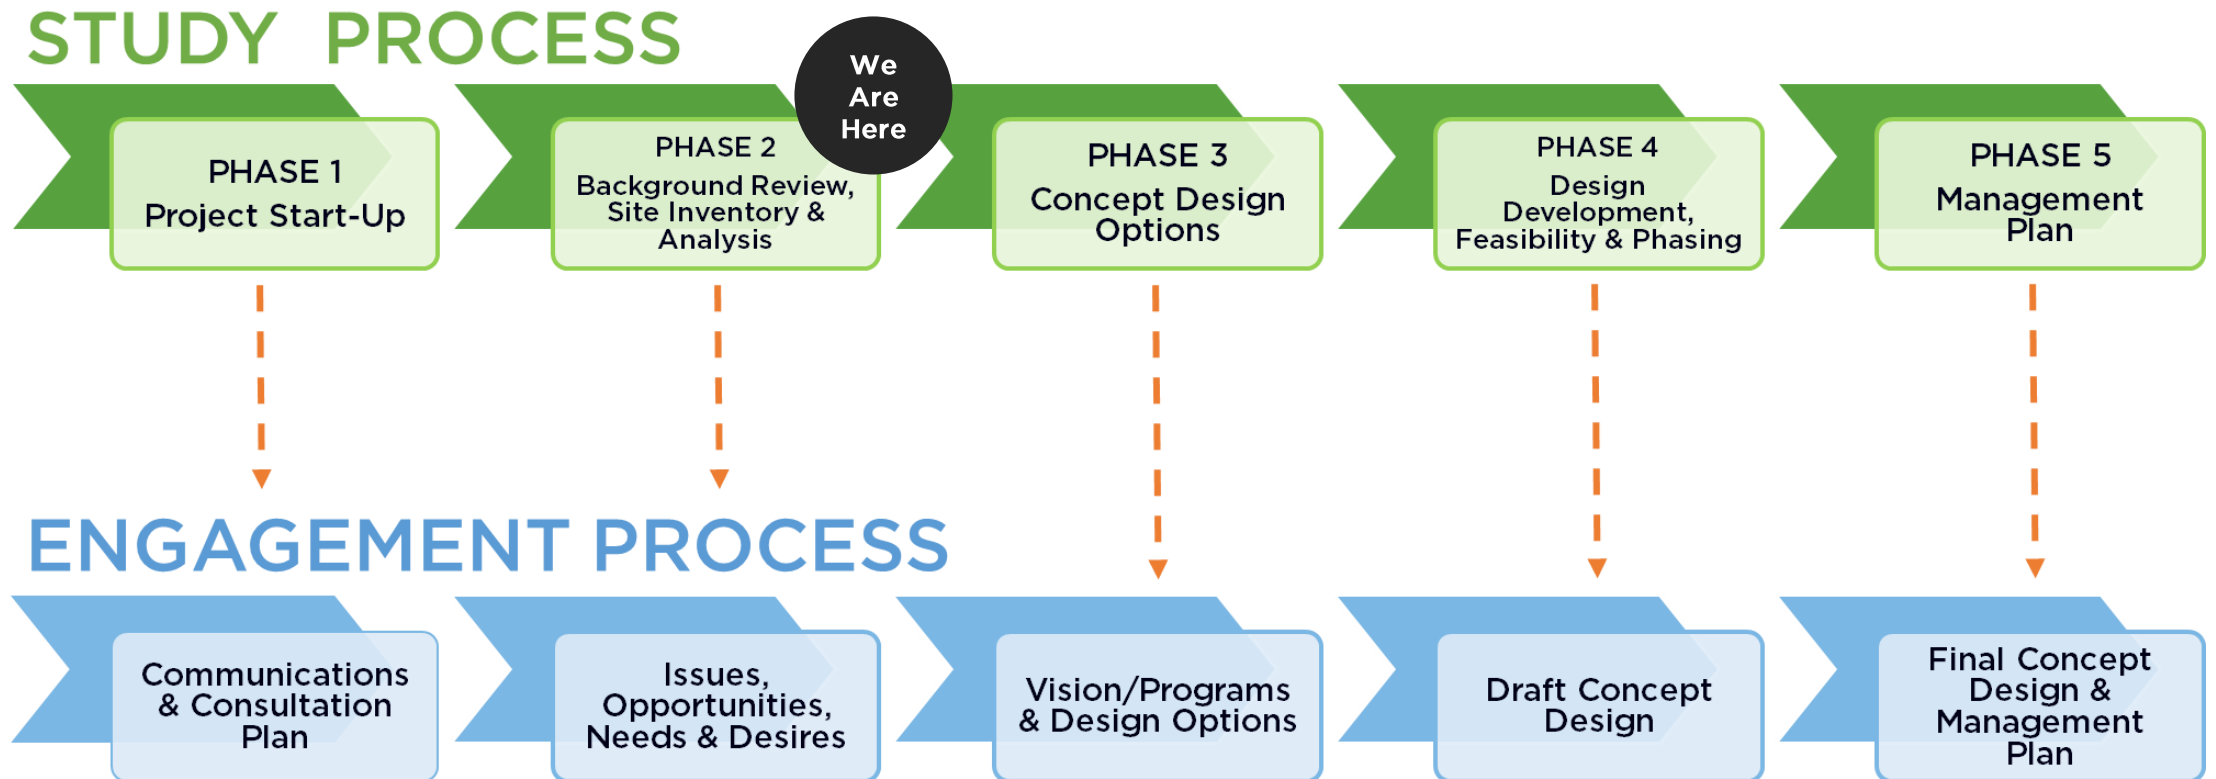 STUDY PROCESS
We
Are
Here
PHASE 1
Project Start-Up
PHASE 2
Background Review,
Site Inventory &
Analysis
PHASE 3
Concept Design
Options
PHASE 4
Design
Development,
Feasibility & Phasing
PHASE 5
Management
Plan
ENGAGEMENT PROCESS
Communications
& Consultation
Plan
Issues,
Opportunities,
Needs & Desires
Vision/Programs
& Design Options
Draft Concept
Design
Final Concept
Design &
Management
Plan